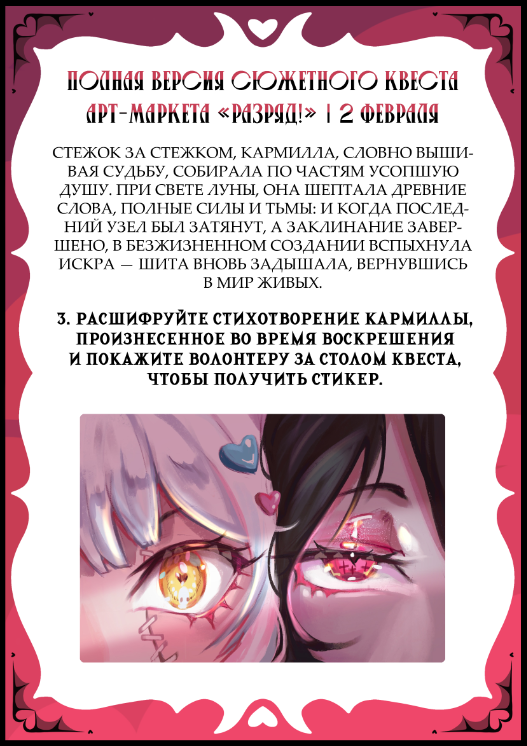 ПОЛНАЯ ВЕРСИЯ СЮЖЕТНОГО КВЕСТА
АРТ-МАРКЕТА «РАЗРЯД!» | 2 ФЕВРАЛЯ
СТЕЖОК ЗА СТЕЖКОМ, КАРМИЛЛА, СЛОВНО ВЫШИ-
ВАЯ СУДЬБУ, СОБИРАЛА ПО ЧАСТЯМ УСОПШУЮ
ДУШУ. ПРИ СВЕТЕ ЛУНЫ, ОНА ШЕПТАЛА ДРЕВНИЕ
СЛОВА, ПОЛНЫЕ СИЛЫ И ТЬМЫ: И КОГДА ПОСЛЕД-
НИЙ УЗЕЛ БЫЛ ЗАТЯНУТ, А ЗАКЛИНАНИЕ ЗАВЕР-
ШЕНО, В БЕЗЖИЗНЕННОМ СОЗДАНИИ ВСПЫХНУЛА
ИСКРА — ШИТА ВНОВЬ ЗАДЫШАЛА, ВЕРНУВШИСЬ
В МИР ЖИВЫХ.
3. РАСШИФРУЙТЕ СТИХОТВОРЕНИЕ КАРМИЛЛЫ,
ПРОИЗНЕСЕННОЕ ВО ВРЕМЯ ВОСКРЕШЕНИЯ
И ПОКАЖИТЕ ВОЛОНТЕРУ ЗА СТОЛОМ КВЕСТА,
ЧТОБЫ ПОЛУЧИТЬ СТИКЕР.